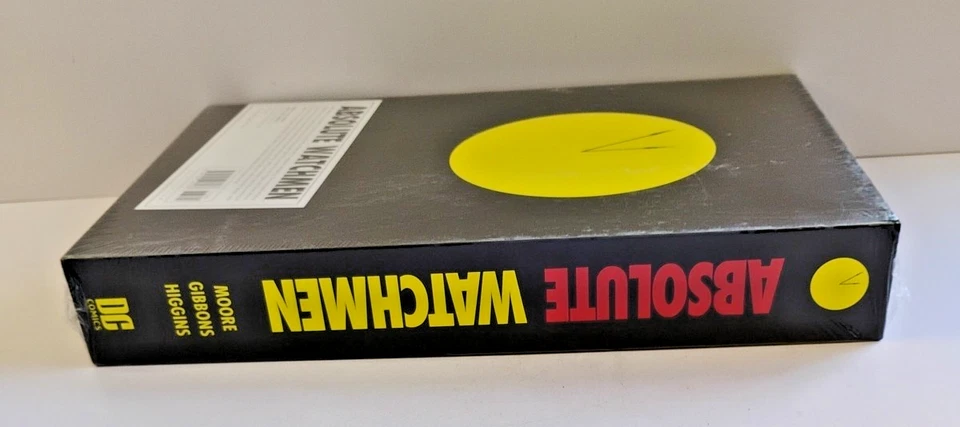 ABSOLUTE WATCHMEN
ABSOLUTE
WATCHMEN
MOORE
GIBBONS
HIGGINS
DC
COMICS